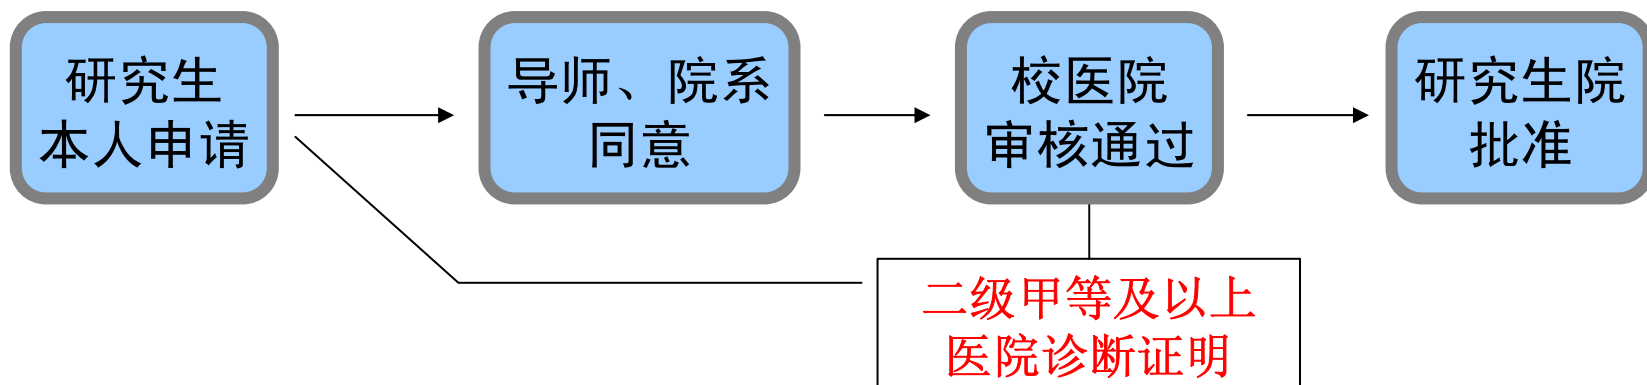 研究生
本人申请
导师、院系
同意
校医院
审核通过
研究生院
批准
二级甲等及以上
医院诊断证明